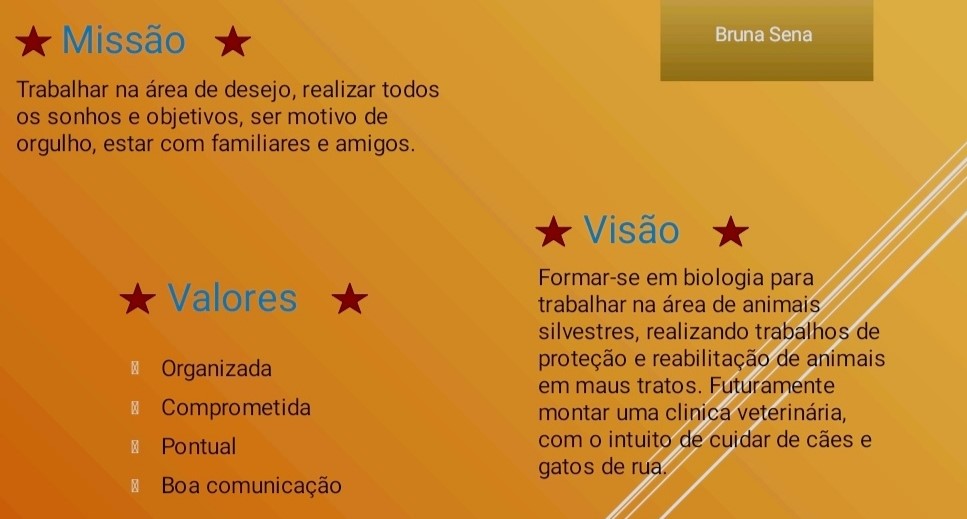 Missão
Trabalhar na área de desejo, realizar todos
os sonhos e objetivos, ser motivo de
orgulho, estar com familiares e amigos.
Bruna Sena
Valores
Organizada
Comprometida
Pontual
Boa comunicação
Visão
Formar-se em biologia para
trabalhar na área de animais
silvestres, realizando trabalhos de
proteção e reabilitação de animais
em maus tratos. Futuramente
montar uma clinica veterinária,
com o intuito de cuidar de cães e
gatos de rua.